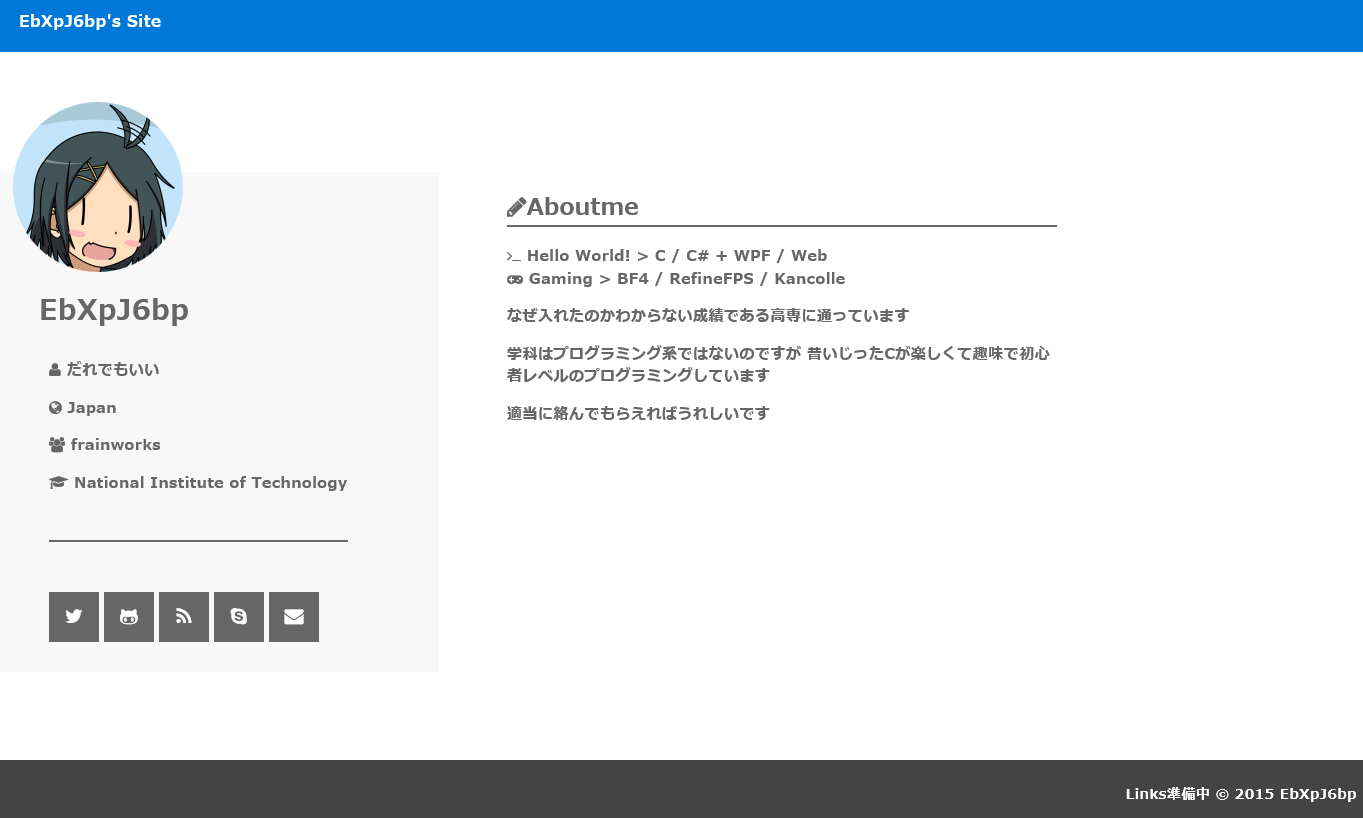 EbXpJ6bp's Site
EbXpJ6bp
だれでもいい
Japan
frainworks
National Institute of Technology
Aboutme
Hello World! > C / C# + WPF / Web
Gaming > BF4 / RefineFPS / Kancolle
なぜ入れたのかわからない成績である高専に通っています
学科はプログラミング系ではないのですが 昔いじったCが楽しくて趣味で初心
者レベルのプログラミングしています
適当に絡んでもらえればうれしいです
Links準備中 © 2015 EbXpJ6bp